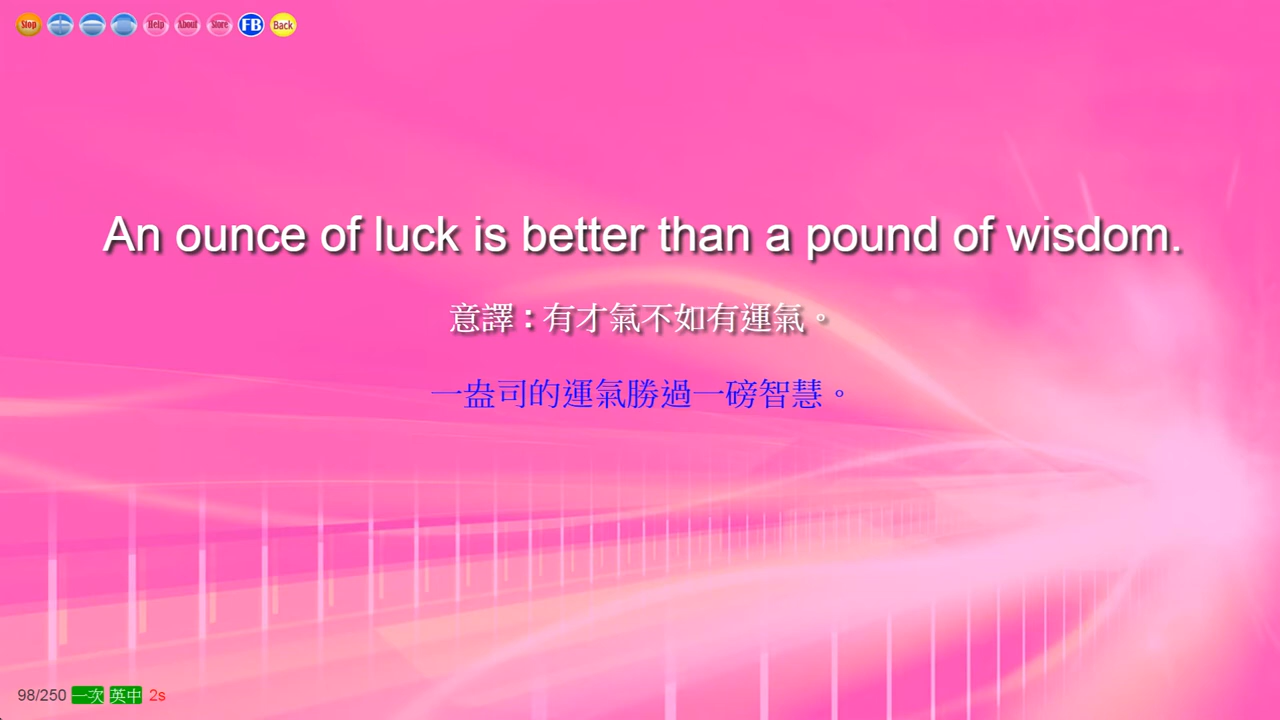 Stop Help About Store FB Back
An ounce of luck is better than a pound of wisdom.
意譯：有才氣不如有運氣。
一盎司的運氣勝過一磅智慧。
98/250 一次 英中 2s